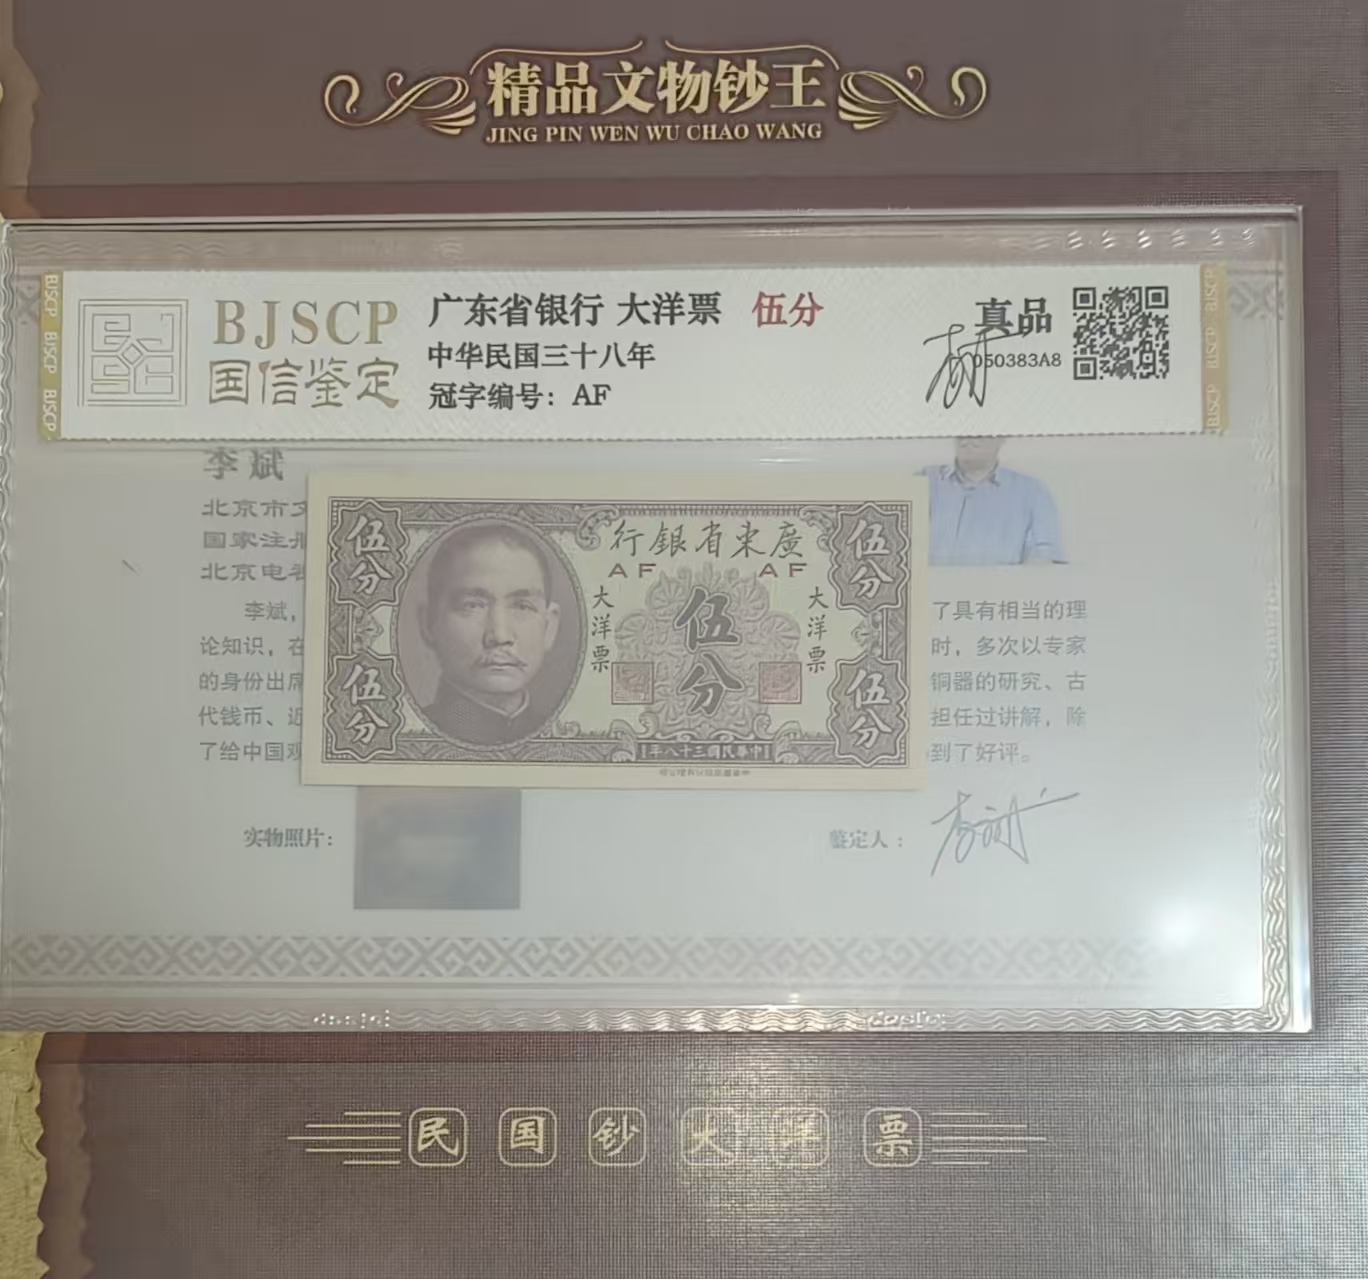 精品文物钞王
JING PIN WEN WU CHAO WANG
BJSCP
BJSCP
BJSCP
BJSCP
国信鉴定
广东省银行 大洋票 伍分
中华民国三十八年
冠字编号：AF
真品
050383A8
BJSCP
BJSCP
BJSCP
李斌
北京市文
国家注册
北京电视
李斌，
论知识，在
的身份出席
代钱币、近
了给中国观
了具有相当的理
时，多次以专家
铜器的研究、古
担任过讲解，除
到了好评。
行銀省東廣
AF AF
伍分
伍分
伍分
伍分
伍分
大洋票
大洋票
年八十三國民華中
实物照片：
鉴定人：
民国钞大洋票